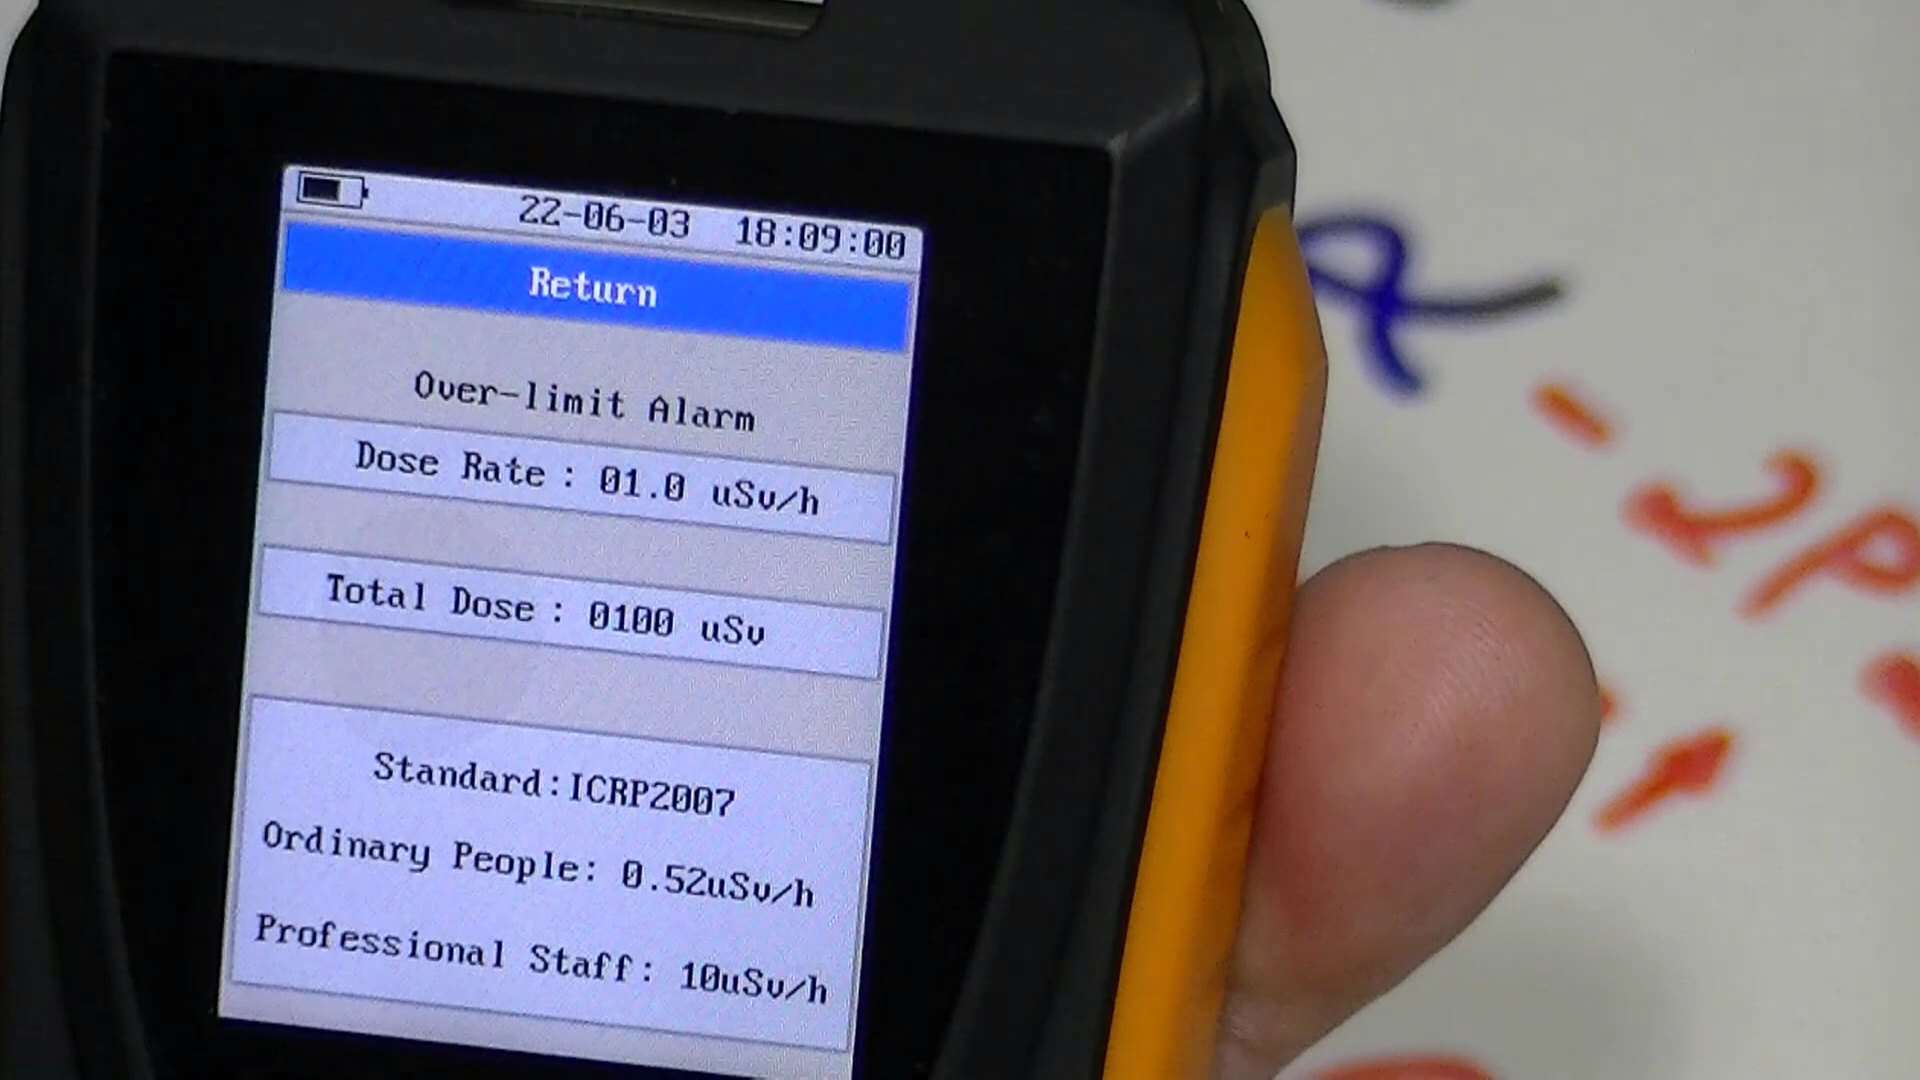 22-06-03 18:09:00
Return
Over-limit Alarm
Dose Rate : 01.0 uSv/h
Total Dose : 0100 uSv
Standard:ICRP2007
Ordinary People: 0.52uSv/h
Professional Staff: 10uSv/h
α
- 2P